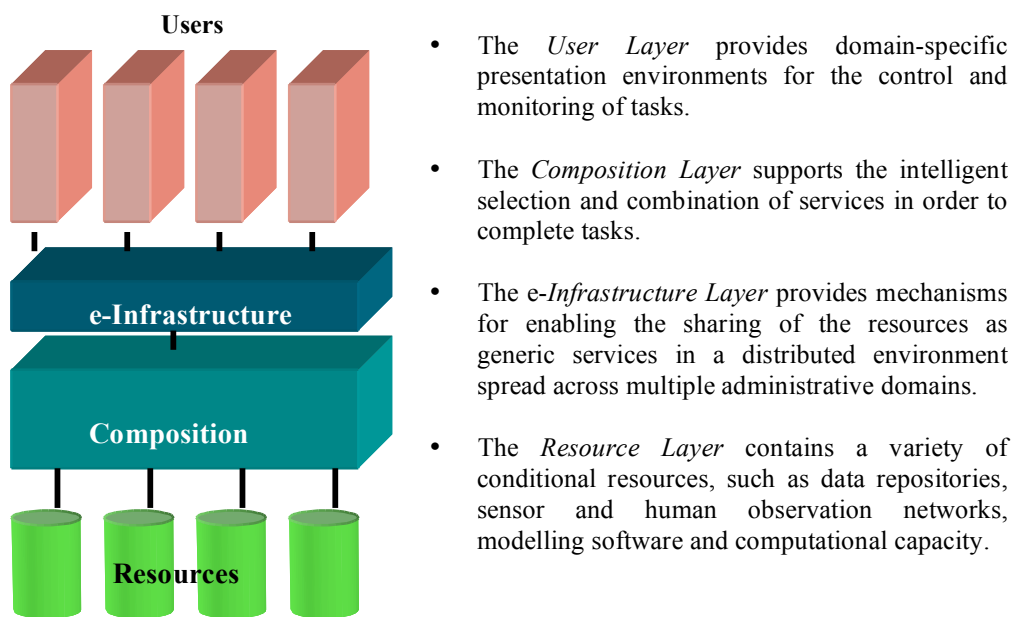 Users
e-Infrastructure
Composition
Resources
• The User Layer provides domain-specific
presentation environments for the control and
monitoring of tasks.
• The Composition Layer supports the intelligent
selection and combination of services in order to
complete tasks.
• The e-Infrastructure Layer provides mechanisms
for enabling the sharing of the resources as
generic services in a distributed environment
spread across multiple administrative domains.
• The Resource Layer contains a variety of
conditional resources, such as data repositories,
sensor and human observation networks,
modelling software and computational capacity.